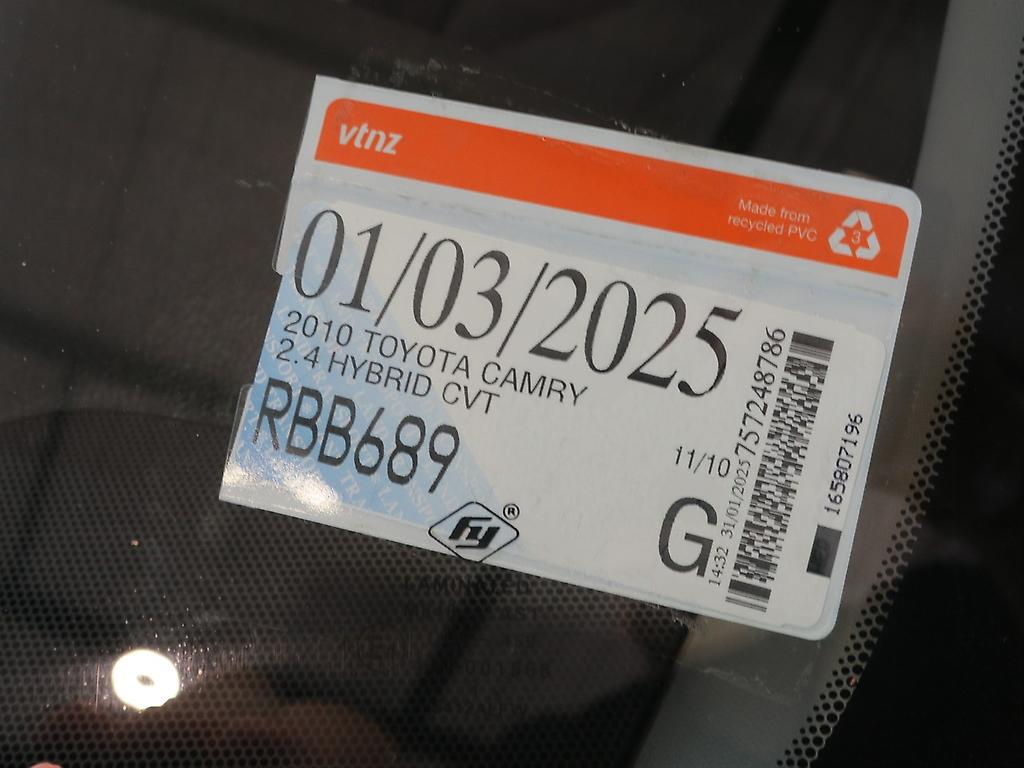 vtnz
Made from
recycled PVC
3
01/03/2025
2010 TOYOTA CAMRY
2.4 HYBRID CVT
RBB689
®
11/10
G
14:32 31/01/2025 757248786
165807196